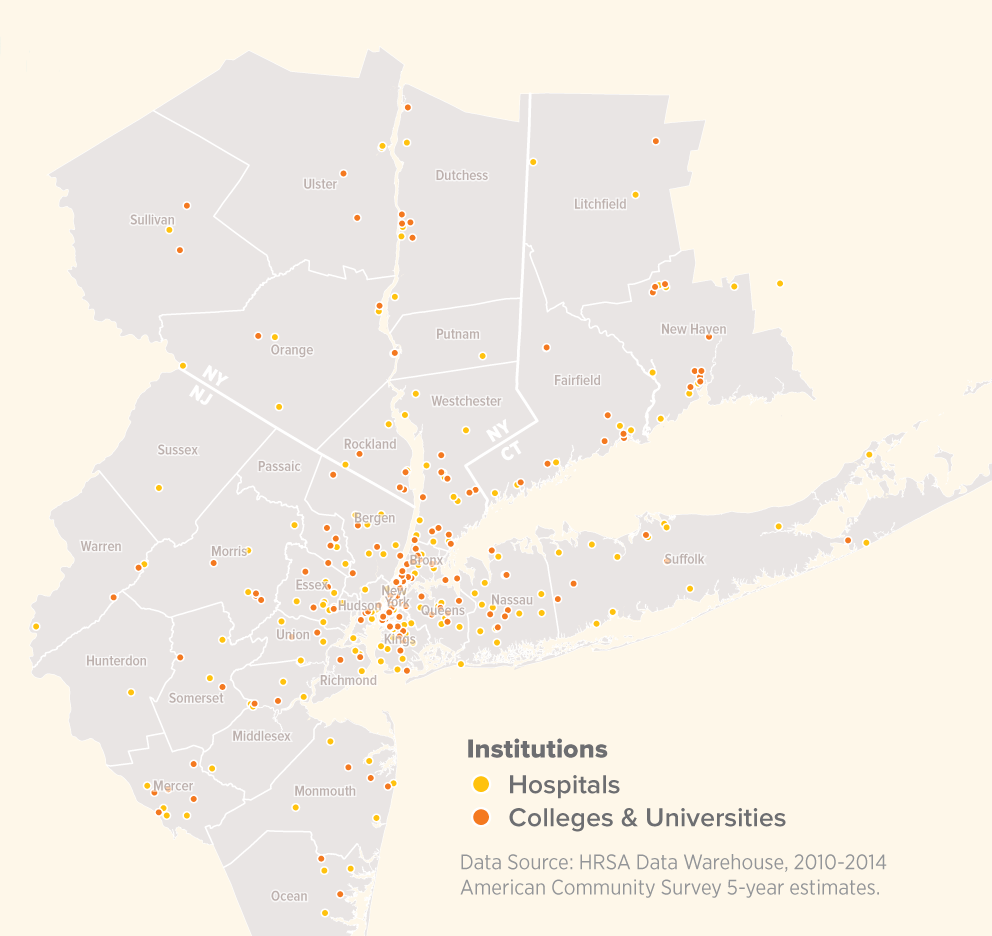 Dutchess
Ulster
Litchfield
Sullivan
New Haven
Putnam
Orange
NY
NJ
Fairfield
Westchester
NY
CT
Rockland
Sussex
Passaic
Bergen
Warren
Morris
Bronx
Suffolk
Essex
New
York
Nassau
Hudson
Queens
Union
Kings
Hunterdon
Richmond
Somerset
Middlesex
Mercer
Monmouth
Ocean
Institutions
Hospitals
Colleges & Universities
Data Source: HRSA Data Warehouse, 2010-2014
American Community Survey 5-year estimates.